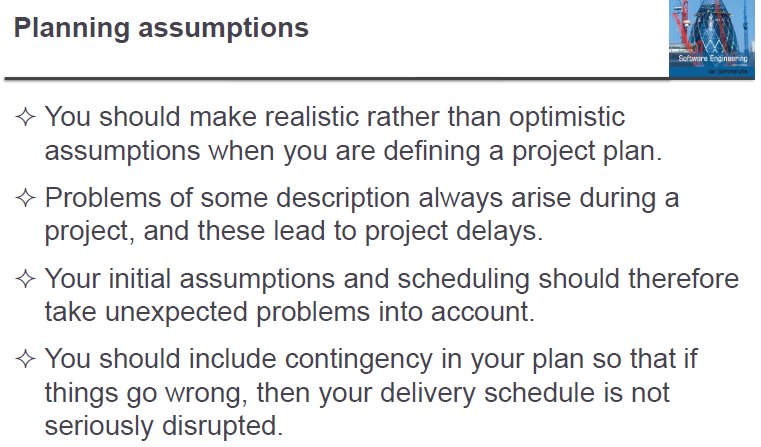 Planning assumptions
Software Engineering
Ian Sommerville
✧ You should make realistic rather than optimistic
assumptions when you are defining a project plan.
✧ Problems of some description always arise during a
project, and these lead to project delays.
✧ Your initial assumptions and scheduling should therefore
take unexpected problems into account.
✧ You should include contingency in your plan so that if
things go wrong, then your delivery schedule is not
seriously disrupted.